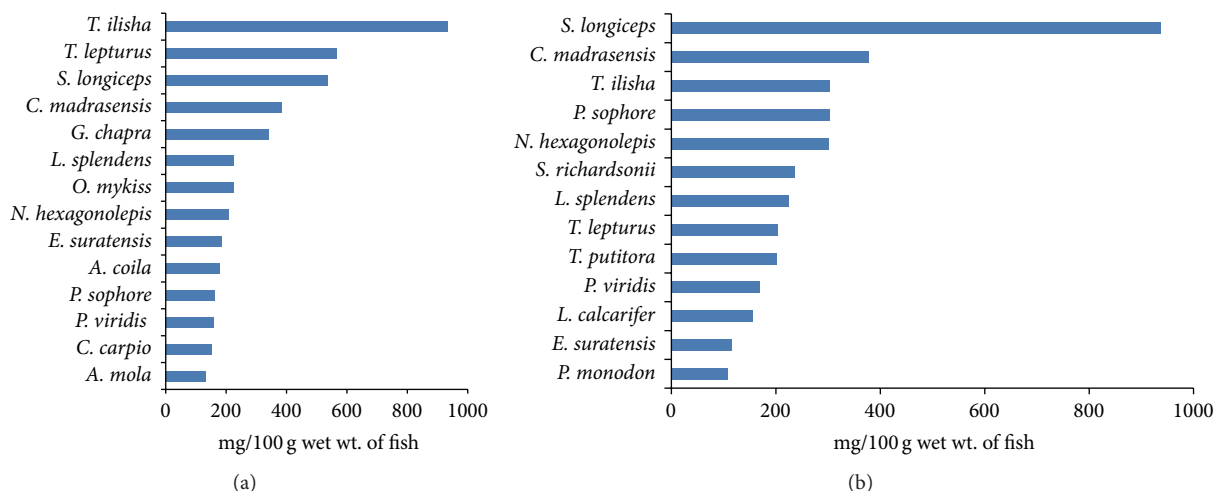 T. ilisha
T. lepturus
S. longiceps
C. madrasensis
G. chapra
L. splendens
O. mykiss
N. hexagonolepis
E. suratensis
A. coila
P. sophore
P. viridis
C. carpio
A. mola
0 200 400 600 800 1000
mg/100 g wet wt. of fish
(a)
S. longiceps
C. madrasensis
T. ilisha
P. sophore
N. hexagonolepis
S. richardsonii
L. splendens
T. lepturus
T. putitora
P. viridis
L. calcarifer
E. suratensis
P. monodon
0 200 400 600 800 1000
mg/100 g wet wt. of fish
(b)